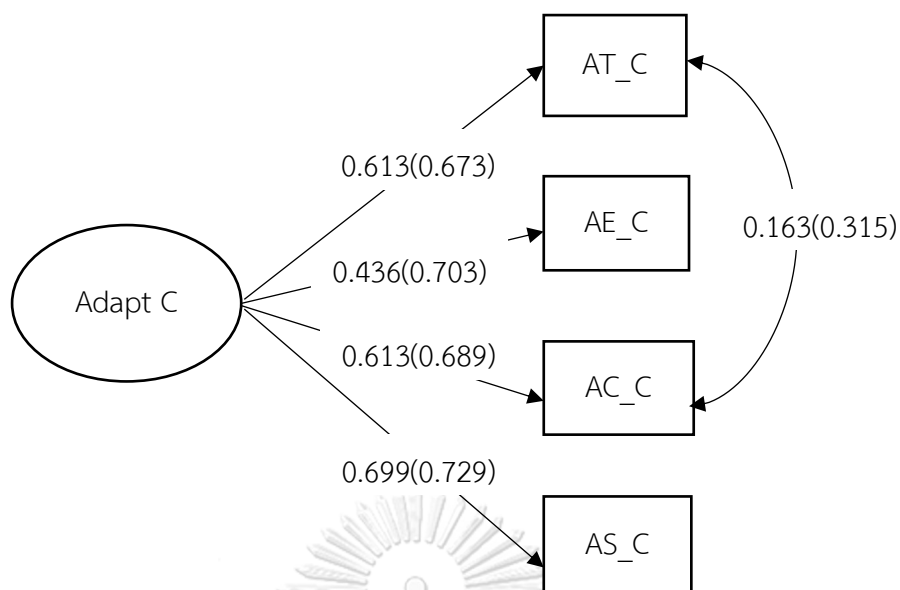 AT_C
0.613(0.673)
AE_C
0.163(0.315)
0.436(0.703)
Adapt C
0.613(0.689)
AC_C
0.699(0.729)
AS_C